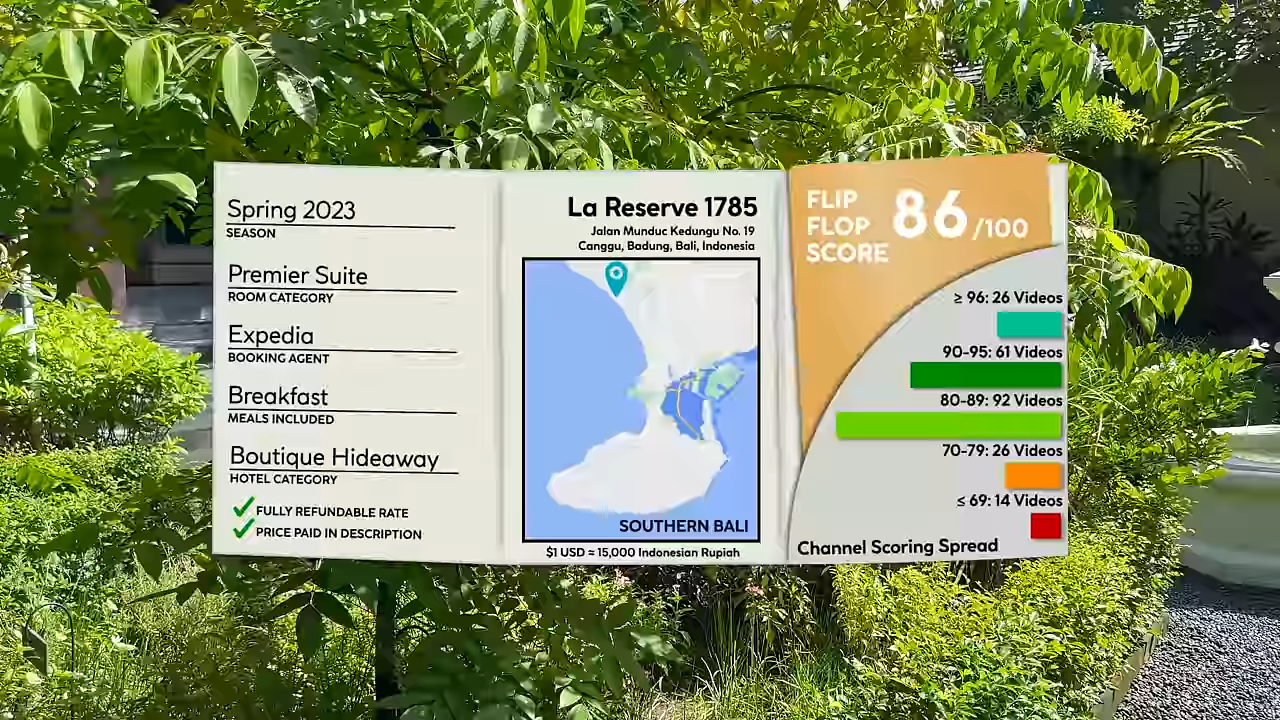 Spring 2023
SEASON
Premier Suite
ROOM CATEGORY
Expedia
BOOKING AGENT
Breakfast
MEALS INCLUDED
Boutique Hideaway
HOTEL CATEGORY
FULLY REFUNDABLE RATE
PRICE PAID IN DESCRIPTION
La Reserve 1785
Jalan Munduc Kedungu No. 19
Canggu, Badung, Bali, Indonesia
SOUTHERN BALI
$1 USD = 15,000 Indonesian Rupiah
FLIP
FLOP
SCORE
86/100
≥ 96: 26 Videos
90-95: 61 Videos
80-89: 92 Videos
70-79: 26 Videos
≤ 69: 14 Videos
Channel Scoring Spread